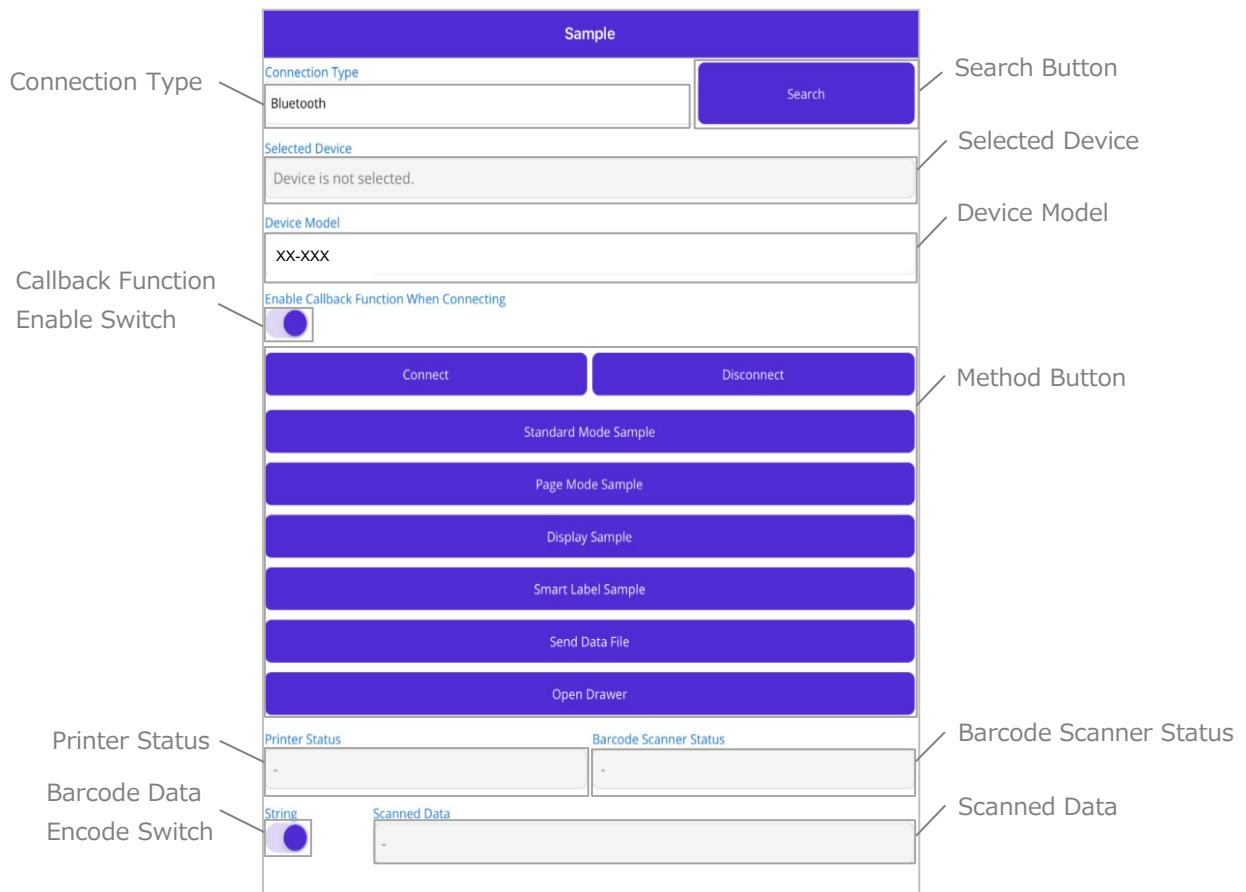 Sample
Connection Type
Connection Type
Bluetooth
Search
Search Button
Selected Device
Device is not selected.
Selected Device
Device Model
XX-XXX
Device Model
Callback Function
Enable Switch
Enable Callback Function When Connecting
Connect
Disconnect
Method Button
Standard Mode Sample
Page Mode Sample
Display Sample
Smart Label Sample
Send Data File
Open Drawer
Printer Status
Printer Status
-
Barcode Scanner Status
-
Barcode Scanner Status
Barcode Data
Encode Switch
String
Scanned Data
-
Scanned Data